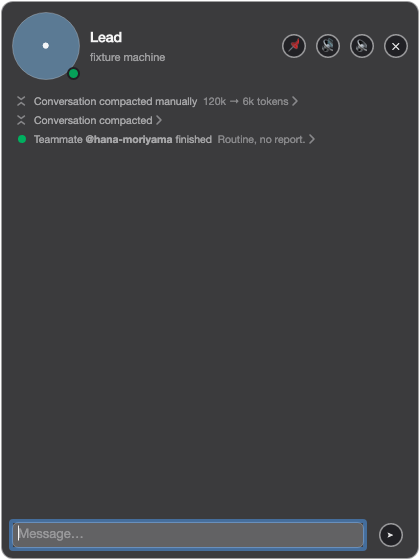 Lead
fixture machine
Conversation compacted manually 120k → 6k tokens
Conversation compacted
Teammate @hana-moriyama finished Routine, no report.
Message…